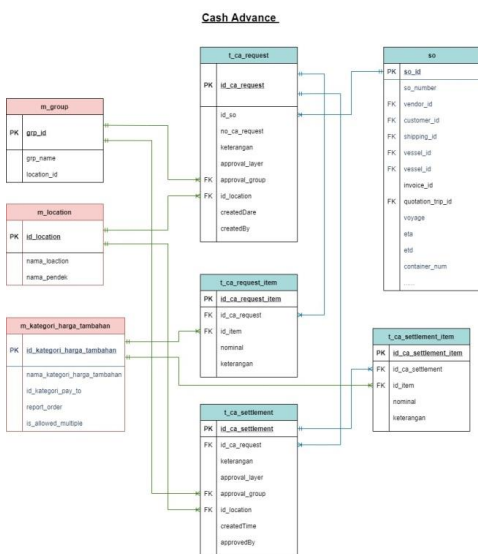 Cash Advance
t_ca_request
PK id_ca_request
id_so
no_ca_request
keterangan
approval_layer
FK approval_group
FK id_location
createdDare
createdBy
so
PK so_id
so_number
FK vendor_id
FK customer_id
FK shipping_id
FK vessel_id
FK vessel_id
invoice_id
FK quotation_trip_id
voyage
eta
etd
container_num
......
m_group
PK grp_id
grp_name
location_id
m_location
PK id_location
nama_loaction
nama_pendek
t_ca_request_item
PK id_ca_request_item
FK id_ca_request
FK id_item
nominal
keterangan
m_kategori_harga_tambahan
PK id_kategori_harga_tambahan
nama_kategori_harga_tambahan
id_kategori_pay_to
report_order
is_allowed_multiple
t_ca_settlement_item
PK id_ca_settlement_item
FK id_ca_settlement
FK id_item
nominal
keterangan
t_ca_settlement
PK id_ca_settlement
FK id_ca_request
keterangan
approval_layer
FK approval_group
FK id_location
createdTime
approvedBy